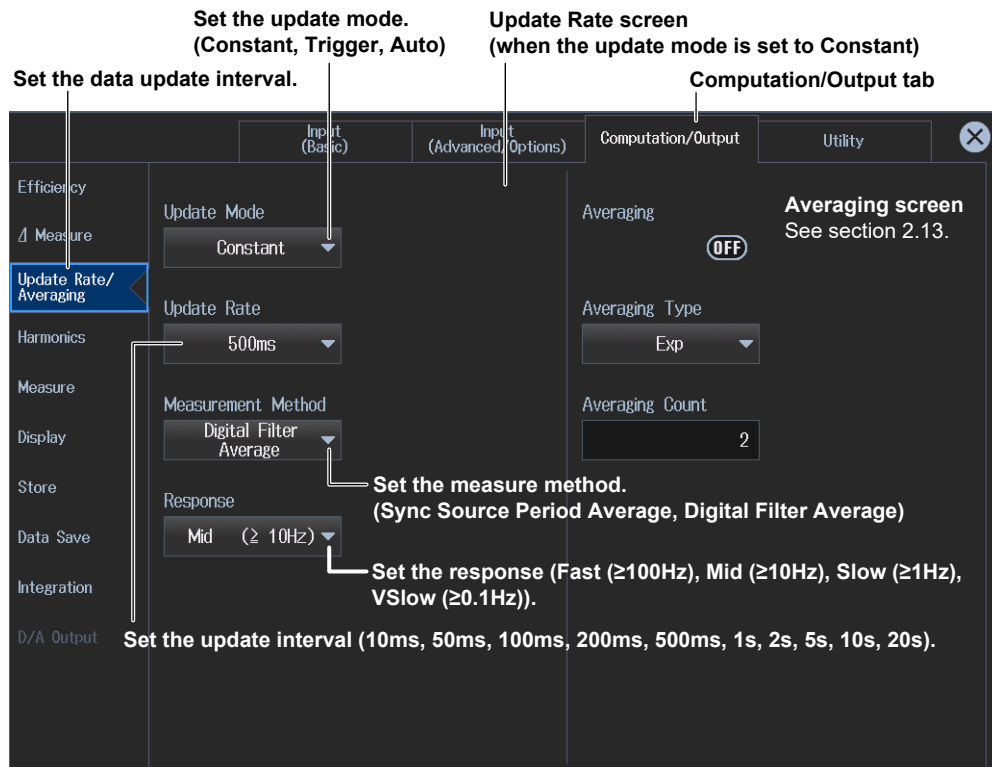 Set the update mode.
(Constant, Trigger, Auto)
Update Rate screen
(when the update mode is set to Constant)
Set the data update interval.
Computation/Output tab
Input
(Basic)
Input
(Advanced/Options)
Computation/Output
Utility
Efficiency
⊿ Measure
Update Rate/
Averaging
Harmonics
Measure
Display
Store
Data Save
Integration
D/A Output
Update Mode
Constant
Update Rate
500ms
Measurement Method
Digital Filter
Average
Response
Mid (≧ 10Hz)
Averaging
OFF
Averaging screen
See section 2.13.
Averaging Type
Exp
Averaging Count
2
Set the measure method.
(Sync Source Period Average, Digital Filter Average)
Set the response (Fast (≥100Hz), Mid (≥10Hz), Slow (≥1Hz),
VSlow (≥0.1Hz)).
Set the update interval (10ms, 50ms, 100ms, 200ms, 500ms, 1s, 2s, 5s, 10s, 20s).